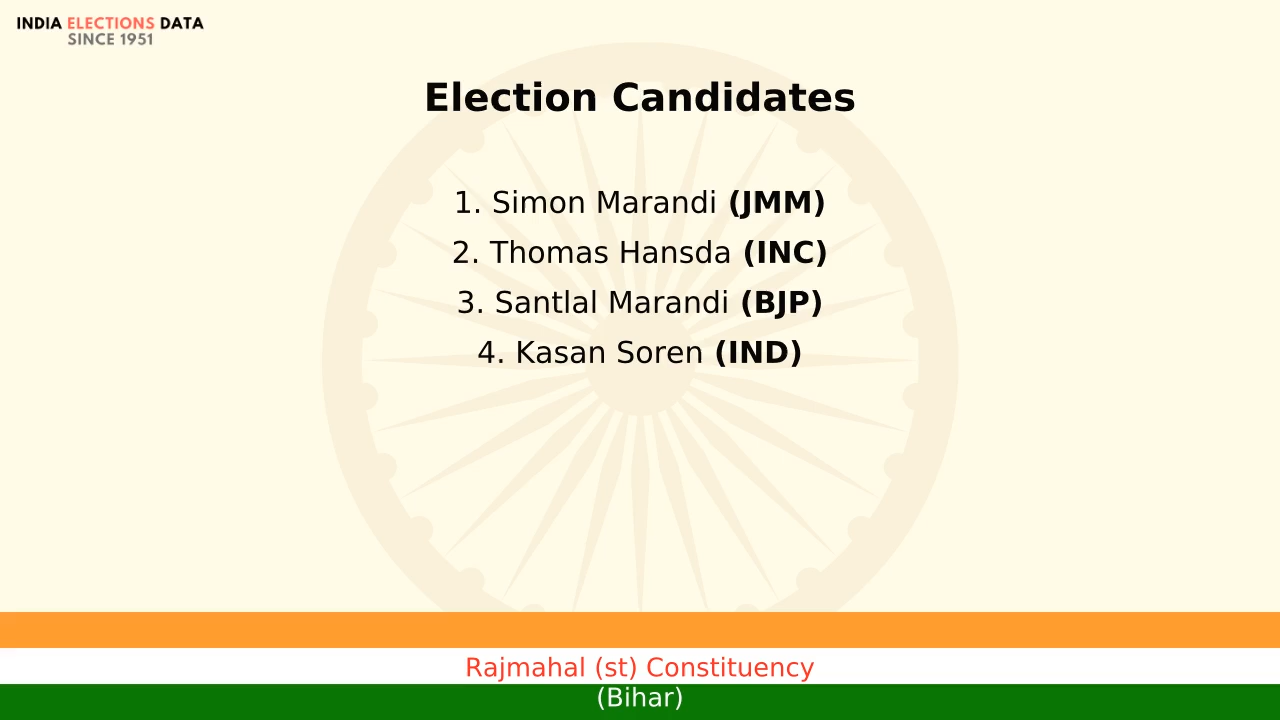 INDIA ELECTIONS DATA
SINCE 1951
Election Candidates
1. Simon Marandi (JMM)
2. Thomas Hansda (INC)
3. Santlal Marandi (BJP)
4. Kasan Soren (IND)
Rajmahal (st) Constituency
(Bihar)